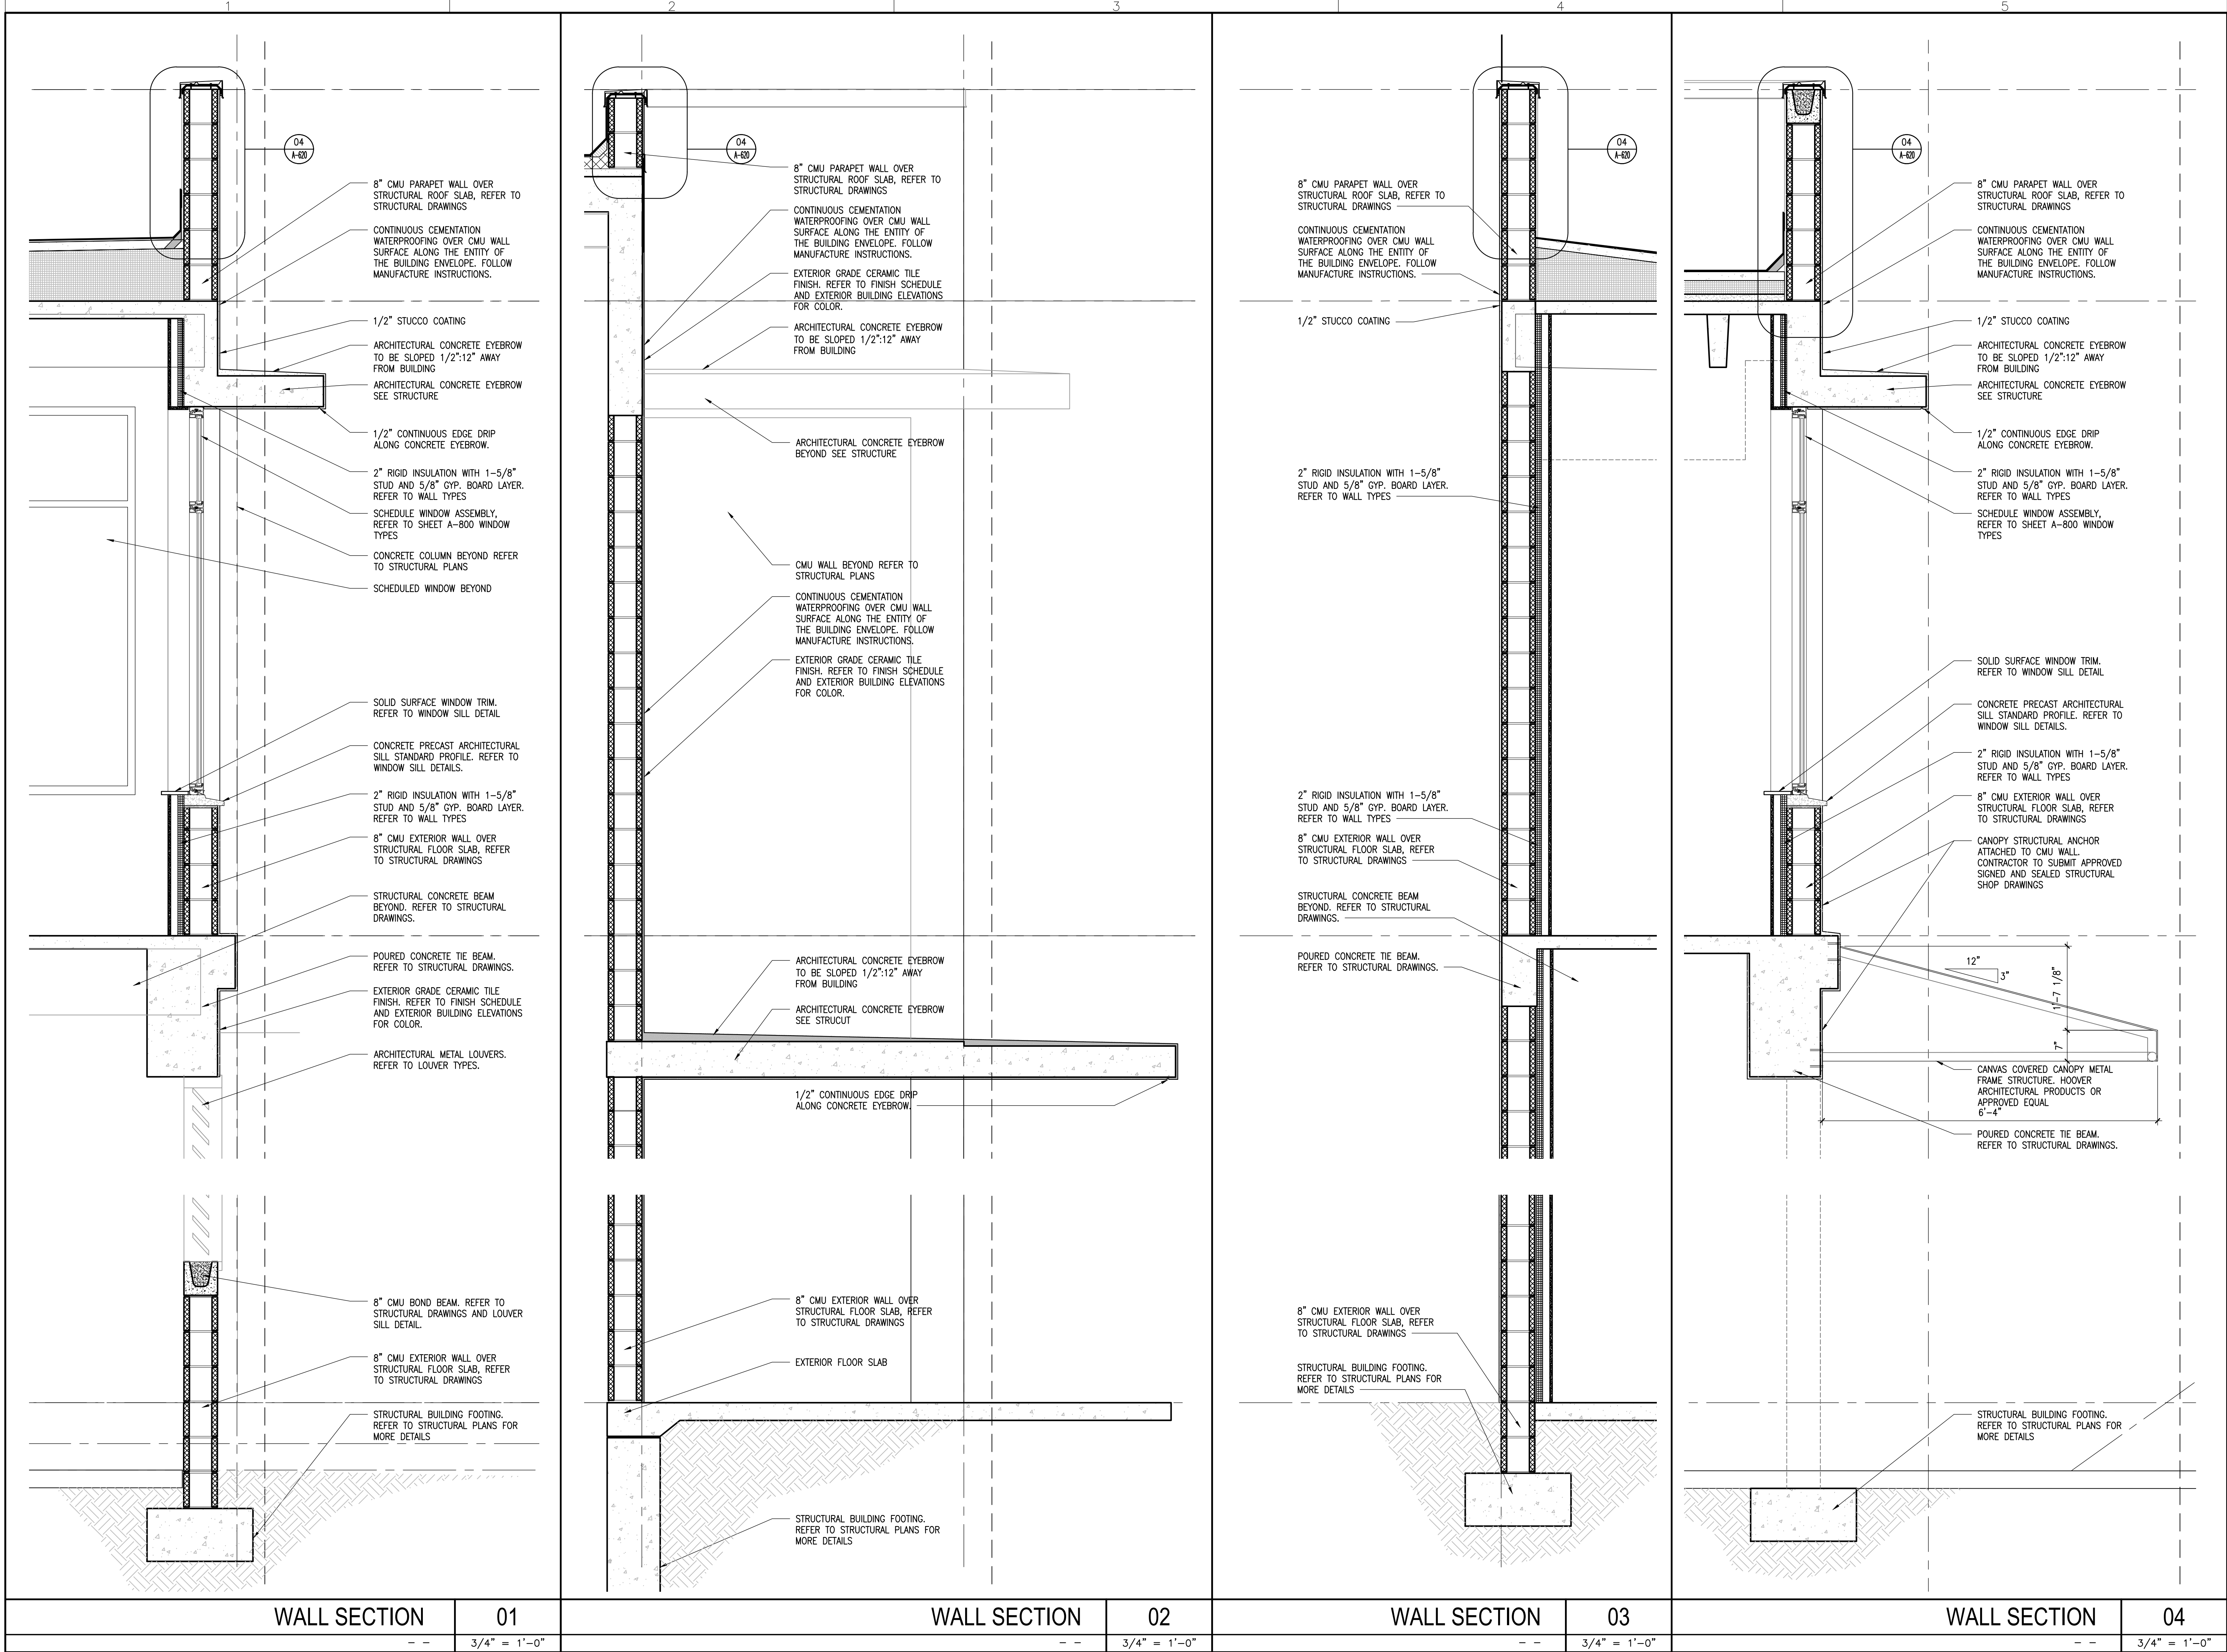 1
2
3
4
5
04
A-620
8" CMU PARAPET WALL OVER
STRUCTURAL ROOF SLAB, REFER TO
STRUCTURAL DRAWINGS
CONTINUOUS CEMENTATION
WATERPROOFING OVER CMU WALL
SURFACE ALONG THE ENTITY OF
THE BUILDING ENVELOPE. FOLLOW
MANUFACTURE INSTRUCTIONS.
1/2" STUCCO COATING
ARCHITECTURAL CONCRETE EYEBROW
TO BE SLOPED 1/2":12" AWAY
FROM BUILDING
ARCHITECTURAL CONCRETE EYEBROW
SEE STRUCTURE
1/2" CONTINUOUS EDGE DRIP
ALONG CONCRETE EYEBROW.
2" RIGID INSULATION WITH 1-5/8"
STUD AND 5/8" GYP. BOARD LAYER.
REFER TO WALL TYPES
SCHEDULE WINDOW ASSEMBLY,
REFER TO SHEET A-800 WINDOW
TYPES
CONCRETE COLUMN BEYOND REFER
TO STRUCTURAL PLANS
SCHEDULED WINDOW BEYOND
SOLID SURFACE WINDOW TRIM.
REFER TO WINDOW SILL DETAIL
CONCRETE PRECAST ARCHITECTURAL
SILL STANDARD PROFILE. REFER TO
WINDOW SILL DETAILS.
2" RIGID INSULATION WITH 1-5/8"
STUD AND 5/8" GYP. BOARD LAYER.
REFER TO WALL TYPES
8" CMU EXTERIOR WALL OVER
STRUCTURAL FLOOR SLAB, REFER
TO STRUCTURAL DRAWINGS
STRUCTURAL CONCRETE BEAM
BEYOND. REFER TO STRUCTURAL
DRAWINGS.
POURED CONCRETE TIE BEAM.
REFER TO STRUCTURAL DRAWINGS.
EXTERIOR GRADE CERAMIC TILE
FINISH. REFER TO FINISH SCHEDULE
AND EXTERIOR BUILDING ELEVATIONS
FOR COLOR.
ARCHITECTURAL METAL LOUVERS.
REFER TO LOUVER TYPES.
8" CMU BOND BEAM. REFER TO
STRUCTURAL DRAWINGS AND LOUVER
SILL DETAIL.
8" CMU EXTERIOR WALL OVER
STRUCTURAL FLOOR SLAB, REFER
TO STRUCTURAL DRAWINGS
STRUCTURAL BUILDING FOOTING.
REFER TO STRUCTURAL PLANS FOR
MORE DETAILS
WALL SECTION
01
- -
3/4" = 1'-0"
04
A-620
8" CMU PARAPET WALL OVER
STRUCTURAL ROOF SLAB, REFER TO
STRUCTURAL DRAWINGS
CONTINUOUS CEMENTATION
WATERPROOFING OVER CMU WALL
SURFACE ALONG THE ENTITY OF
THE BUILDING ENVELOPE. FOLLOW
MANUFACTURE INSTRUCTIONS.
EXTERIOR GRADE CERAMIC TILE
FINISH. REFER TO FINISH SCHEDULE
AND EXTERIOR BUILDING ELEVATIONS
FOR COLOR.
ARCHITECTURAL CONCRETE EYEBROW
TO BE SLOPED 1/2":12" AWAY
FROM BUILDING
ARCHITECTURAL CONCRETE EYEBROW
BEYOND SEE STRUCTURE
CMU WALL BEYOND REFER TO
STRUCTURAL PLANS
CONTINUOUS CEMENTATION
WATERPROOFING OVER CMU WALL
SURFACE ALONG THE ENTITY OF
THE BUILDING ENVELOPE. FOLLOW
MANUFACTURE INSTRUCTIONS.
EXTERIOR GRADE CERAMIC TILE
FINISH. REFER TO FINISH SCHEDULE
AND EXTERIOR BUILDING ELEVATIONS
FOR COLOR.
ARCHITECTURAL CONCRETE EYEBROW
TO BE SLOPED 1/2":12" AWAY
FROM BUILDING
ARCHITECTURAL CONCRETE EYEBROW
SEE STRUCUT
1/2" CONTINUOUS EDGE DRIP
ALONG CONCRETE EYEBROW.
8" CMU EXTERIOR WALL OVER
STRUCTURAL FLOOR SLAB, REFER
TO STRUCTURAL DRAWINGS
EXTERIOR FLOOR SLAB
STRUCTURAL BUILDING FOOTING.
REFER TO STRUCTURAL PLANS FOR
MORE DETAILS
WALL SECTION
02
- -
3/4" = 1'-0"
04
A-620
8" CMU PARAPET WALL OVER
STRUCTURAL ROOF SLAB, REFER TO
STRUCTURAL DRAWINGS
CONTINUOUS CEMENTATION
WATERPROOFING OVER CMU WALL
SURFACE ALONG THE ENTITY OF
THE BUILDING ENVELOPE. FOLLOW
MANUFACTURE INSTRUCTIONS.
1/2" STUCCO COATING
2" RIGID INSULATION WITH 1-5/8"
STUD AND 5/8" GYP. BOARD LAYER.
REFER TO WALL TYPES
2" RIGID INSULATION WITH 1-5/8"
STUD AND 5/8" GYP. BOARD LAYER.
REFER TO WALL TYPES
8" CMU EXTERIOR WALL OVER
STRUCTURAL FLOOR SLAB, REFER
TO STRUCTURAL DRAWINGS
STRUCTURAL CONCRETE BEAM
BEYOND. REFER TO STRUCTURAL
DRAWINGS.
POURED CONCRETE TIE BEAM.
REFER TO STRUCTURAL DRAWINGS.
8" CMU EXTERIOR WALL OVER
STRUCTURAL FLOOR SLAB, REFER
TO STRUCTURAL DRAWINGS
STRUCTURAL BUILDING FOOTING.
REFER TO STRUCTURAL PLANS FOR
MORE DETAILS
WALL SECTION
03
- -
3/4" = 1'-0"
04
A-620
8" CMU PARAPET WALL OVER
STRUCTURAL ROOF SLAB, REFER TO
STRUCTURAL DRAWINGS
CONTINUOUS CEMENTATION
WATERPROOFING OVER CMU WALL
SURFACE ALONG THE ENTITY OF
THE BUILDING ENVELOPE. FOLLOW
MANUFACTURE INSTRUCTIONS.
1/2" STUCCO COATING
ARCHITECTURAL CONCRETE EYEBROW
TO BE SLOPED 1/2":12" AWAY
FROM BUILDING
ARCHITECTURAL CONCRETE EYEBROW
SEE STRUCTURE
1/2" CONTINUOUS EDGE DRIP
ALONG CONCRETE EYEBROW.
2" RIGID INSULATION WITH 1-5/8"
STUD AND 5/8" GYP. BOARD LAYER.
REFER TO WALL TYPES
SCHEDULE WINDOW ASSEMBLY,
REFER TO SHEET A-800 WINDOW
TYPES
SOLID SURFACE WINDOW TRIM.
REFER TO WINDOW SILL DETAIL
CONCRETE PRECAST ARCHITECTURAL
SILL STANDARD PROFILE. REFER TO
WINDOW SILL DETAILS.
2" RIGID INSULATION WITH 1-5/8"
STUD AND 5/8" GYP. BOARD LAYER.
REFER TO WALL TYPES
8" CMU EXTERIOR WALL OVER
STRUCTURAL FLOOR SLAB, REFER
TO STRUCTURAL DRAWINGS
CANOPY STRUCTURAL ANCHOR
ATTACHED TO CMU WALL.
CONTRACTOR TO SUBMIT APPROVED
SIGNED AND SEALED STRUCTURAL
SHOP DRAWINGS
12"
3"
1'-7 1/8"
7"
CANVAS COVERED CANOPY METAL
FRAME STRUCTURE. HOOVER
ARCHITECTURAL PRODUCTS OR
APPROVED EQUAL
6'-4"
POURED CONCRETE TIE BEAM.
REFER TO STRUCTURAL DRAWINGS.
STRUCTURAL BUILDING FOOTING.
REFER TO STRUCTURAL PLANS FOR
MORE DETAILS
WALL SECTION
04
- -
3/4" = 1'-0"